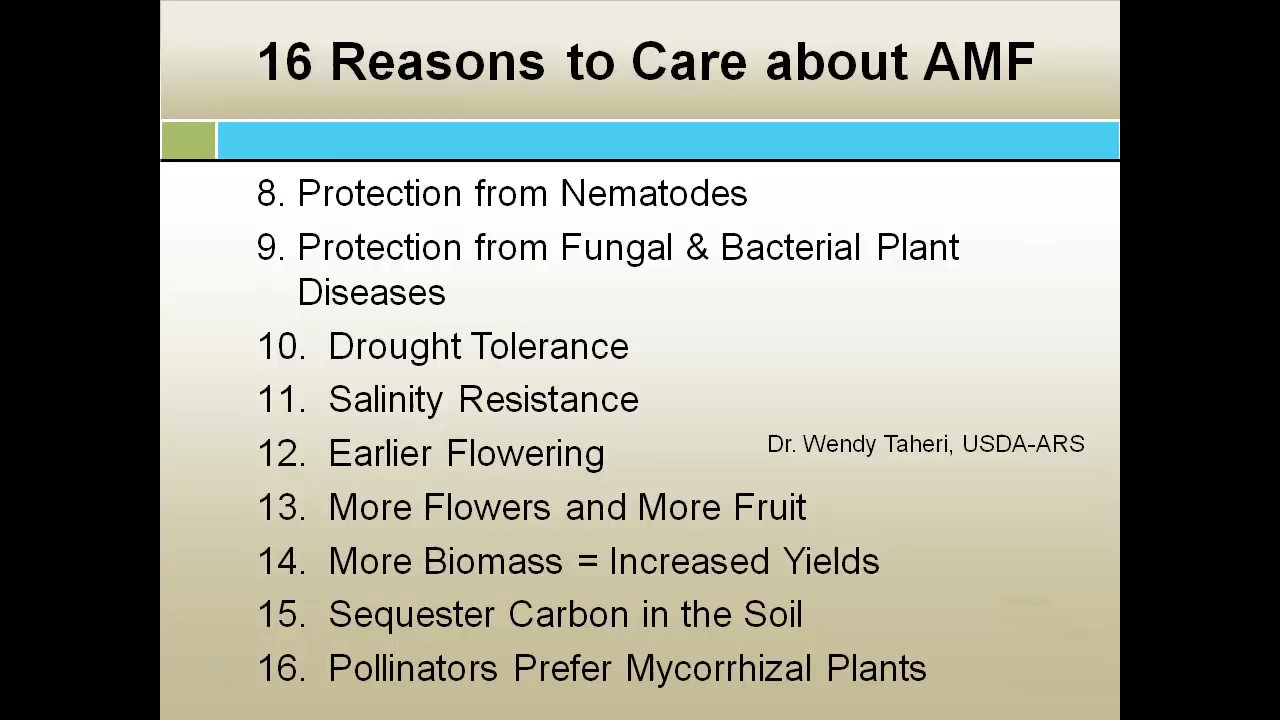 16 Reasons to Care about AMF
8. Protection from Nematodes
9. Protection from Fungal & Bacterial Plant
Diseases
10. Drought Tolerance
11. Salinity Resistance
12. Earlier Flowering
Dr. Wendy Taheri, USDA-ARS
13. More Flowers and More Fruit
14. More Biomass = Increased Yields
15. Sequester Carbon in the Soil
16. Pollinators Prefer Mycorrhizal Plants